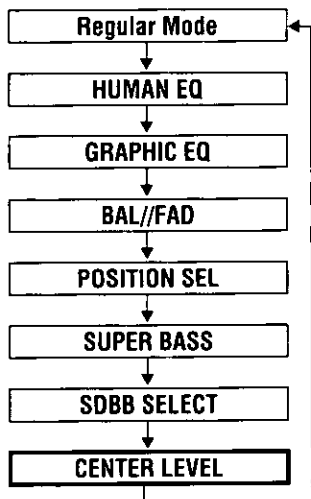 Regular Mode
HUMAN EQ
GRAPHIC EQ
BAL//FAD
POSITION SEL
SUPER BASS
SDBB SELECT
CENTER LEVEL